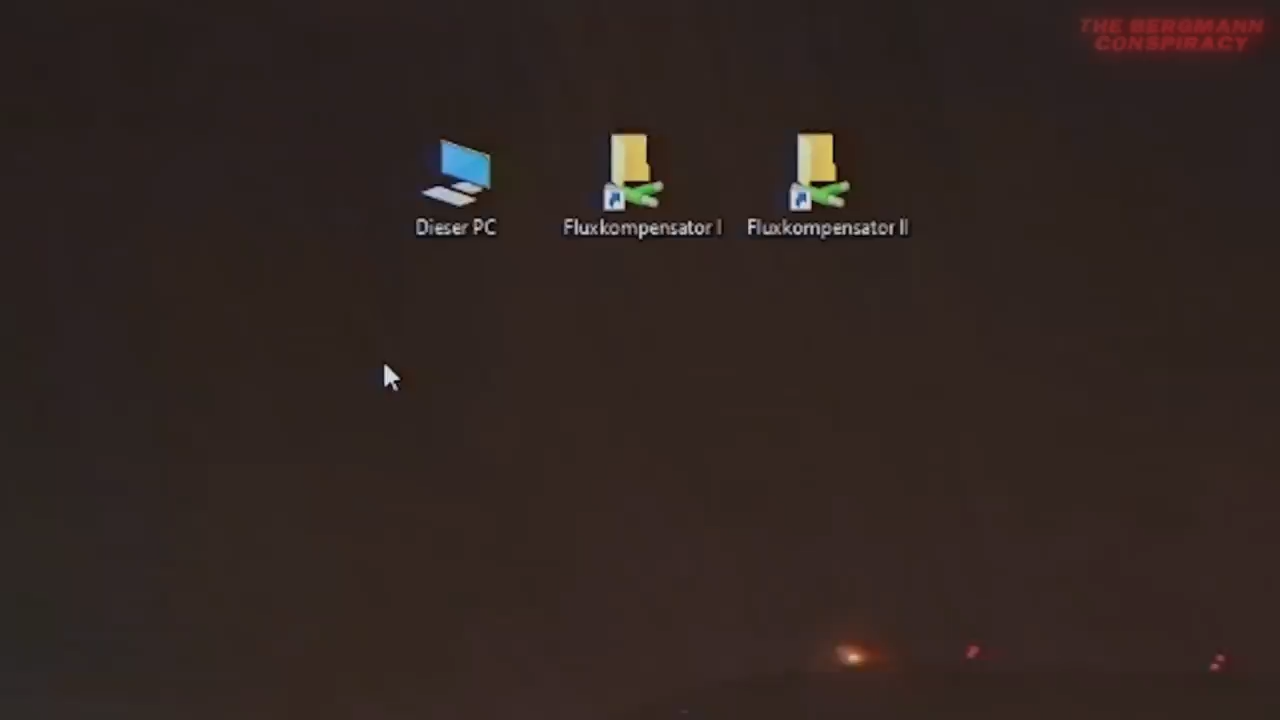 THE BERGMANN
CONSPIRACY
Dieser PC
Fluxkompensator I
Fluxkompensator II